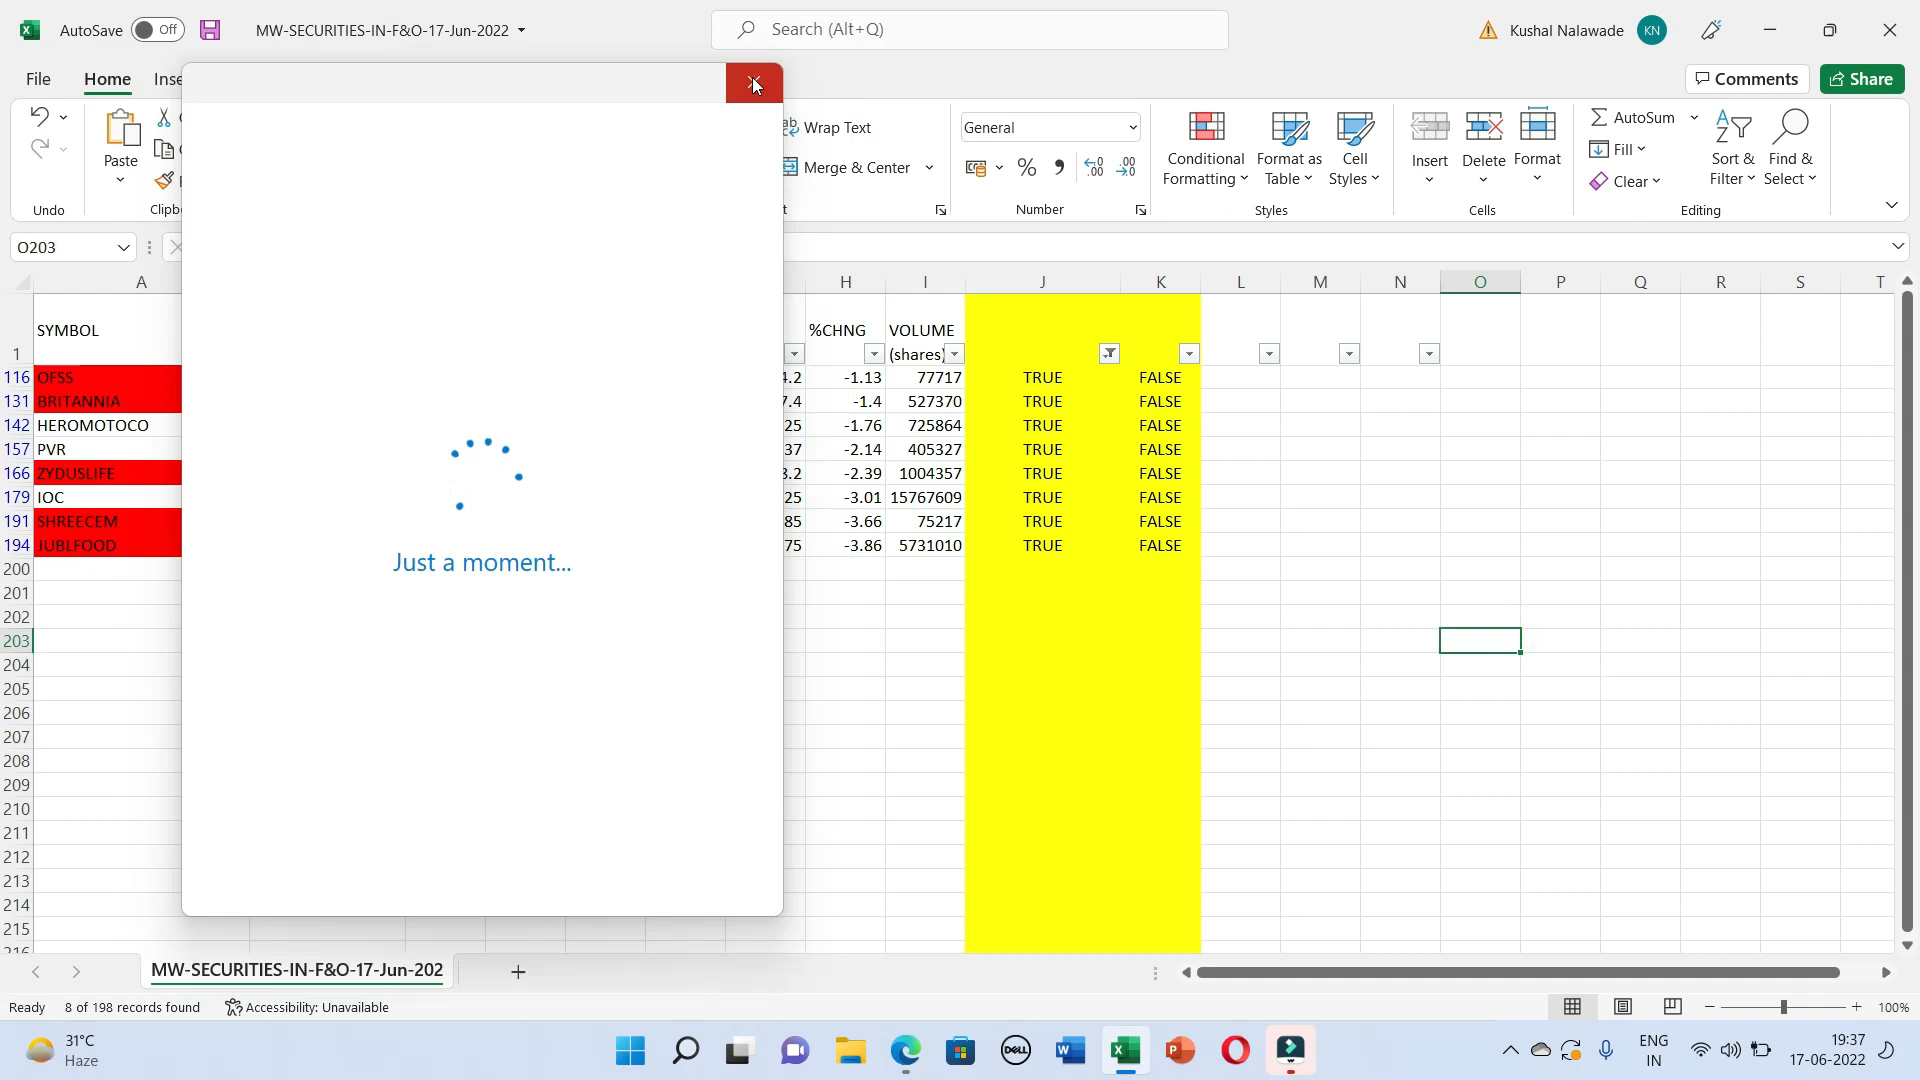 AutoSave Off MW-SECURITIES-IN-F&O-17-Jun-2022 Search (Alt+Q) Kushal Nalawade KN
File Home Comments Share
Paste
Wrap Text
Merge & Center
General
Conditional Formatting
Format as Table
Cell Styles
Insert
Delete
Format
AutoSum
Fill
Clear
Sort & Filter
Find & Select
Undo Number Styles Cells Editing
O203
A H I J K L M N O P Q R S T
1 SYMBOL %CHNG VOLUME (shares)
116 OFSS -1.13 77717 TRUE FALSE
131 BRITANNIA -1.4 527370 TRUE FALSE
142 HEROMOTOCO 25 -1.76 725864 TRUE FALSE
157 PVR 37 -2.14 405327 TRUE FALSE
166 ZYDUSLIFE -2.39 1004357 TRUE FALSE
179 IOC 25 -3.01 15767609 TRUE FALSE
191 SHREECEM 85 -3.66 75217 TRUE FALSE
194 JUBLFOOD 75 -3.86 5731010 TRUE FALSE
200
201
202
203
204
205
206
207
208
209
210
211
212
213
214
215
Just a moment...
MW-SECURITIES-IN-F&O-17-Jun-202
Ready 8 of 198 records found Accessibility: Unavailable 100%
31°C
Haze
DELL
ENG
IN
19:37
17-06-2022